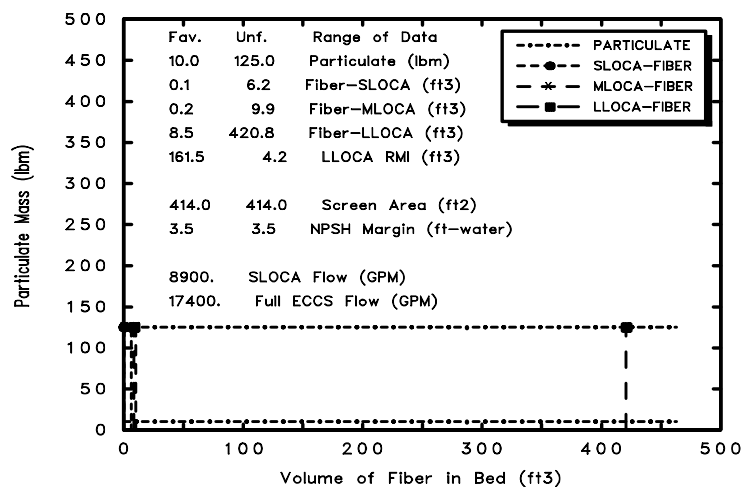 500
450
400
350
300
250
200
150
100
50
0
Particulate Mass (lbm)
Fav. Unf. Range of Data
10.0 125.0 Particulate (lbm)
0.1 6.2 Fiber-SLOCA (ft3)
0.2 9.9 Fiber-MLOCA (ft3)
8.5 420.8 Fiber-LLOCA (ft3)
161.5 4.2 LLOCA RMI (ft3)
414.0 414.0 Screen Area (ft2)
3.5 3.5 NPSH Margin (ft-water)
8900. SLOCA Flow (GPM)
17400. Full ECCS Flow (GPM)
PARTICULATE
SLOCA-FIBER
MLOCA-FIBER
LLOCA-FIBER
0 100 200 300 400 500
Volume of Fiber in Bed (ft3)